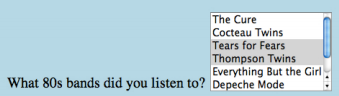 The Cure
Cocteau Twins
Tears for Fears
Thompson Twins
Everything But the Girl
Depeche Mode
What 80s bands did you listen to?